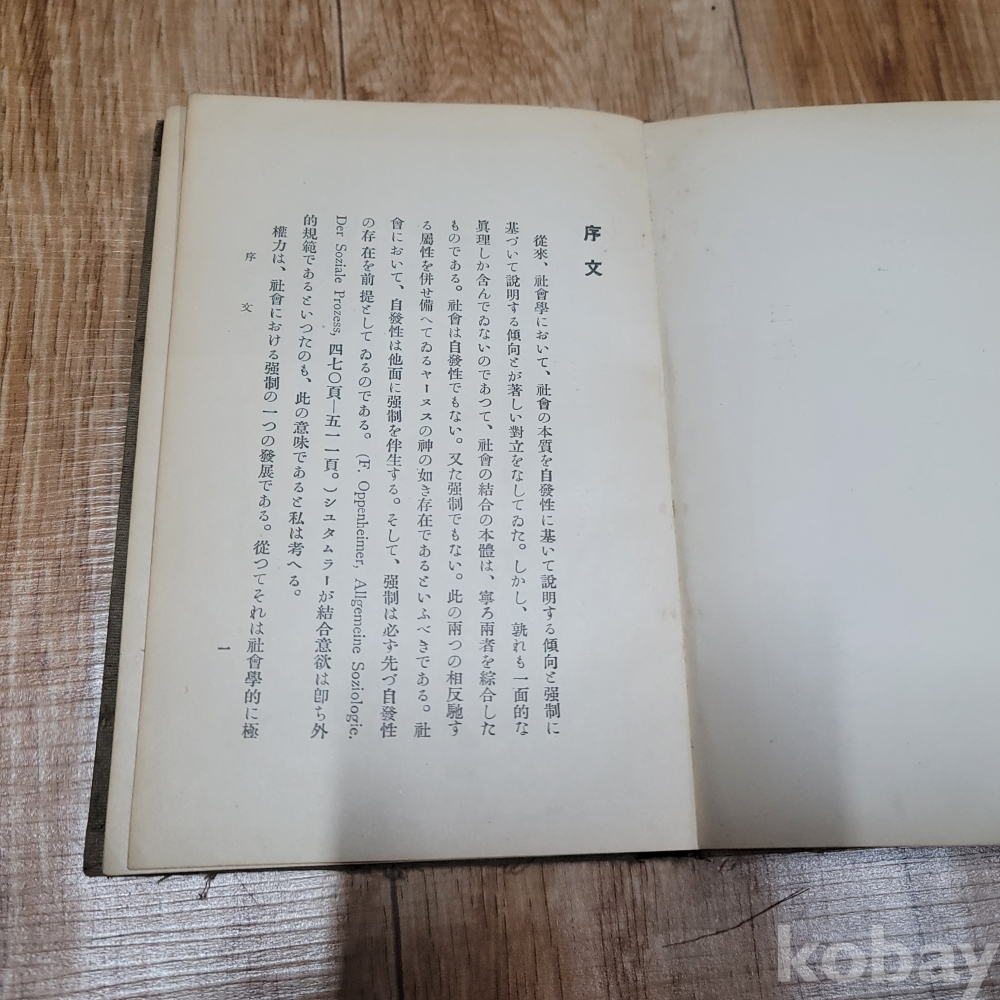 序文
從來、社會學において、社會の本質を自發性に基いて說明する傾向と强制に
基づいて說明する傾向とが著しい對立をなしてゐた。しかし、孰れも一面的な
眞理しか含んでゐないのであつて、社會の結合の本體は、寧ろ兩者を綜合した
ものである。社會は自發性でもない。又た强制でもない。此の兩つの相反馳す
る屬性を併せ備へてゐるヤーヌスの神の如き存在であるといふべきである。社
會において、自發性は他面に强制を伴生する。そして、强制は必ず先づ自發性
の存在を前提としてゐるのである。(F. Oppenheimer, Allgemeine Soziologie.
Der Soziale Prozess, 四七〇頁—五一一頁。)シユタムラーが結合意欲は卽ち外
的規範であるといつたのも、此の意味であると私は考へる。
權力は、社會における强制の一つの發展である。從つてそれは社會學的に極
序文
一
kobay